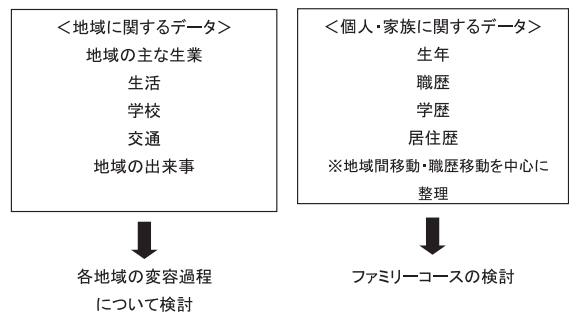 ＜地域に関するデータ＞
地域の主な生業
生活
学校
交通
地域の出来事
各地域の変容過程
について検討
＜個人・家族に関するデータ＞
生年
職歴
学歴
居住歴
※地域間移動・職歴移動を中心に
整理
ファミリーコースの検討